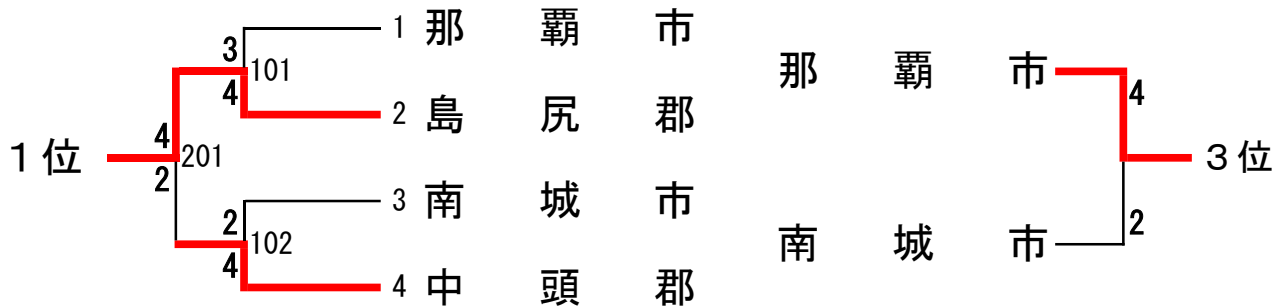 3 1 那覇市
101 那覇市
4 2 島尻郡 4
4
1位 201 3位
2
3 南城市
2 2
102 南城市
4 4 中頭郡